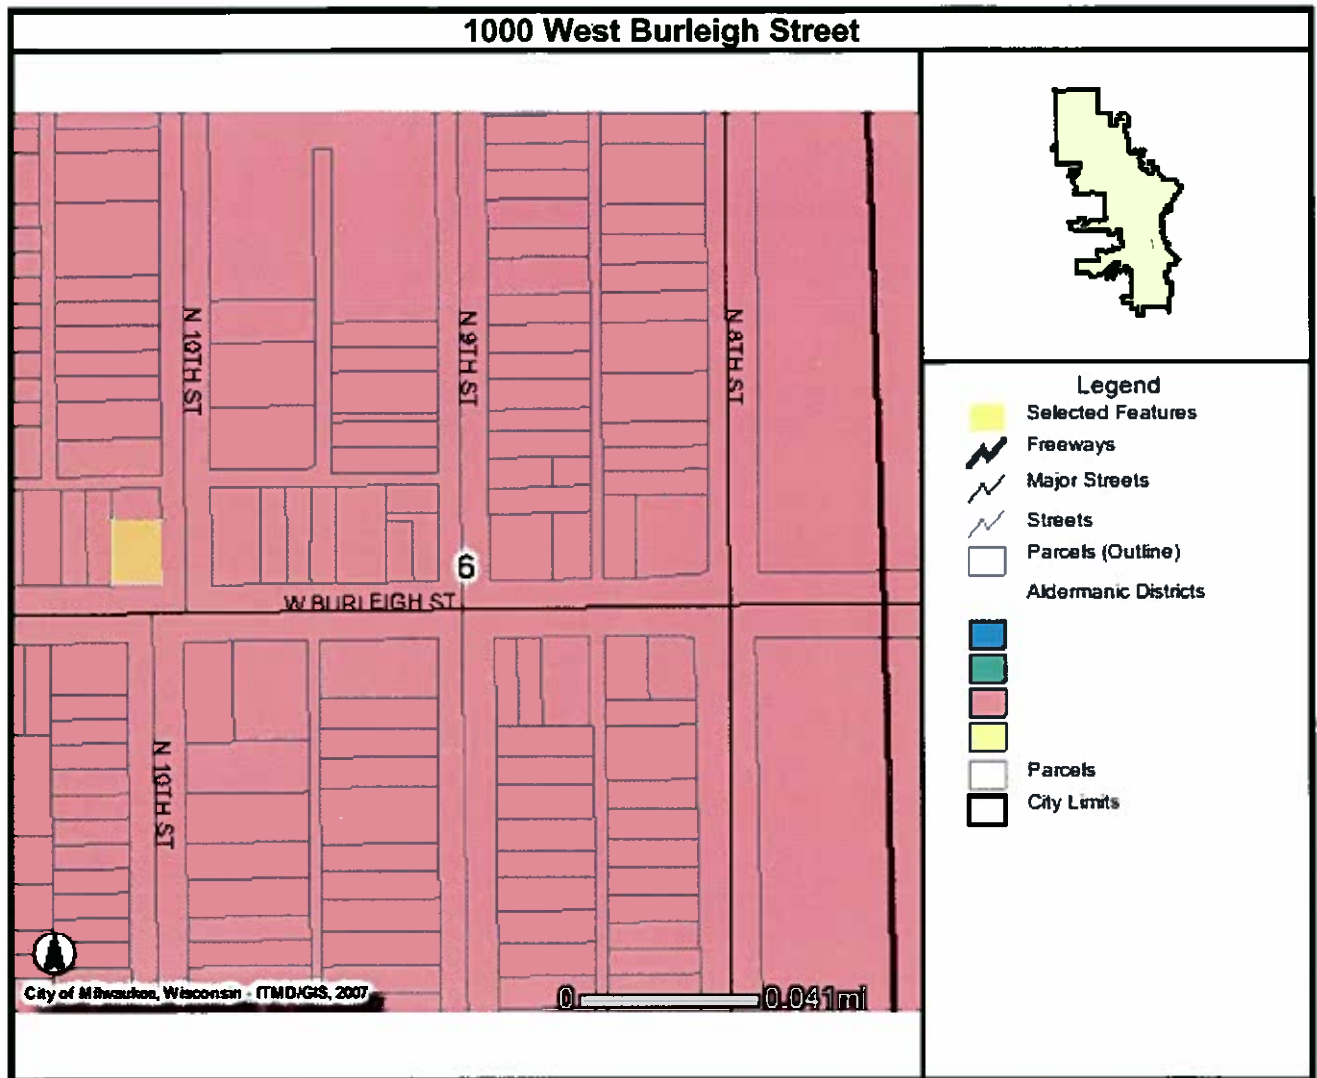 1000 West Burleigh Street
N 10TH ST
N 9TH ST
N 8TH ST
6
W BURLEIGH ST
N 10TH ST
City of Milwaukee, Wisconsin - ITMD/GIS, 2007
0 0.041mi
Legend
Selected Features
Freeways
Major Streets
Streets
Parcels (Outline)
Aldermanic Districts
Parcels
City Limits